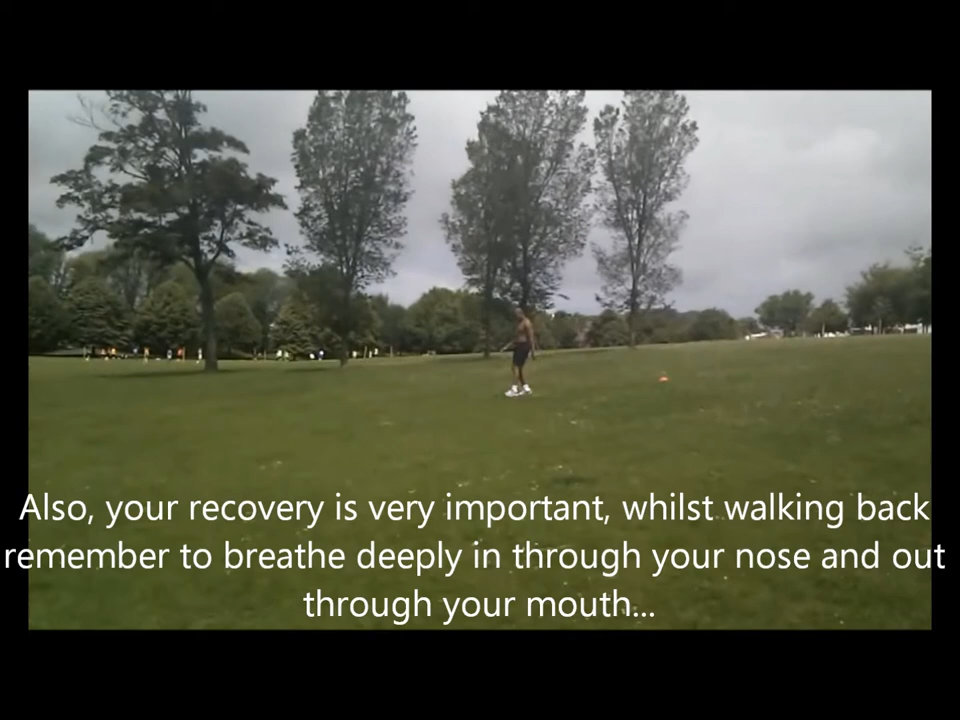 Also, your recovery is very important, whilst walking back
remember to breathe deeply in through your nose and out
through your mouth...